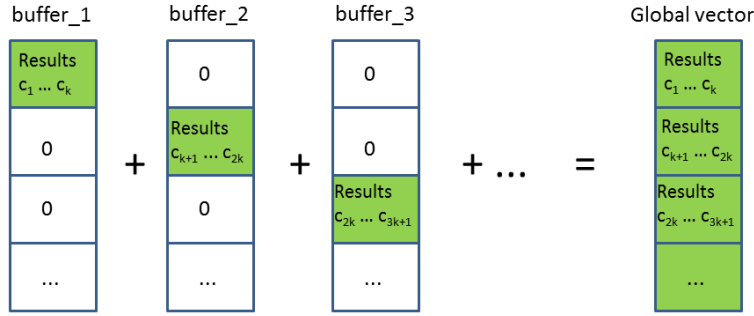 buffer_1 buffer_2 buffer_3 Global vector
Results
c₁ ... cₖ
0
0
...
+
0
Results
cₖ₊₁ ... c₂ₖ
0
...
+
0
0
Results
c₂ₖ ... c₃ₖ₊₁
...
+ ...
=
Results
c₁ ... cₖ
Results
cₖ₊₁ ... c₂ₖ
Results
c₂ₖ ... c₃ₖ₊₁
...